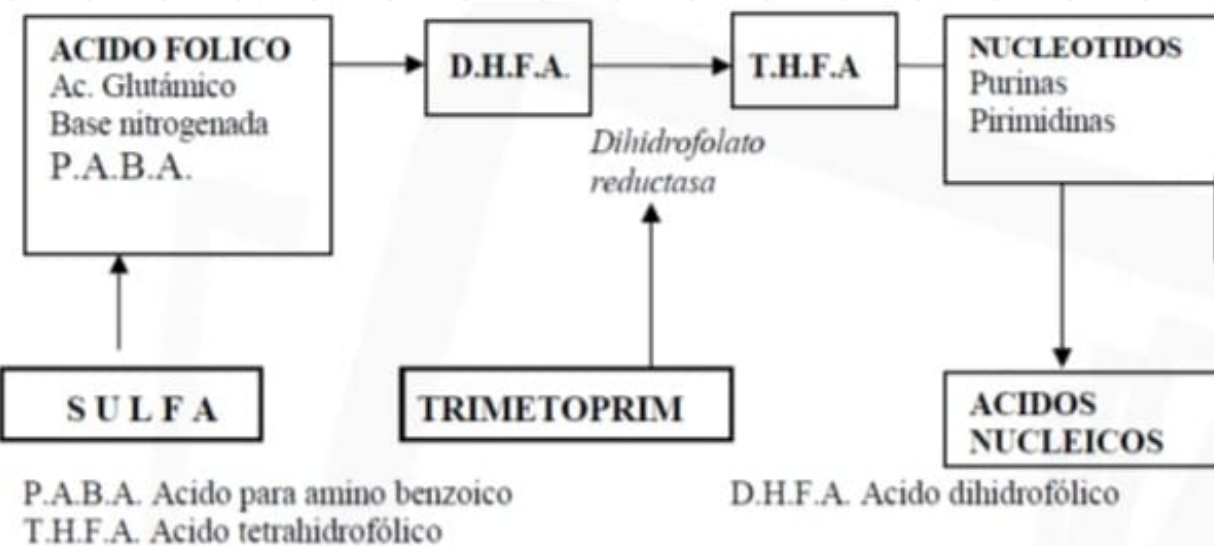 ACIDO FOLICO
Ac. Glutámico
Base nitrogenada
P.A.B.A.
D.H.F.A.
T.H.F.A
NUCLEOTIDOS
Purinas
Pirimidinas
Dihidrofolato
reductasa
S U L F A
TRIMETOPRIM
ACIDOS
NUCLEICOS
P.A.B.A. Acido para amino benzoico
D.H.F.A. Acido dihidrofólico
T.H.F.A. Acido tetrahidrofólico